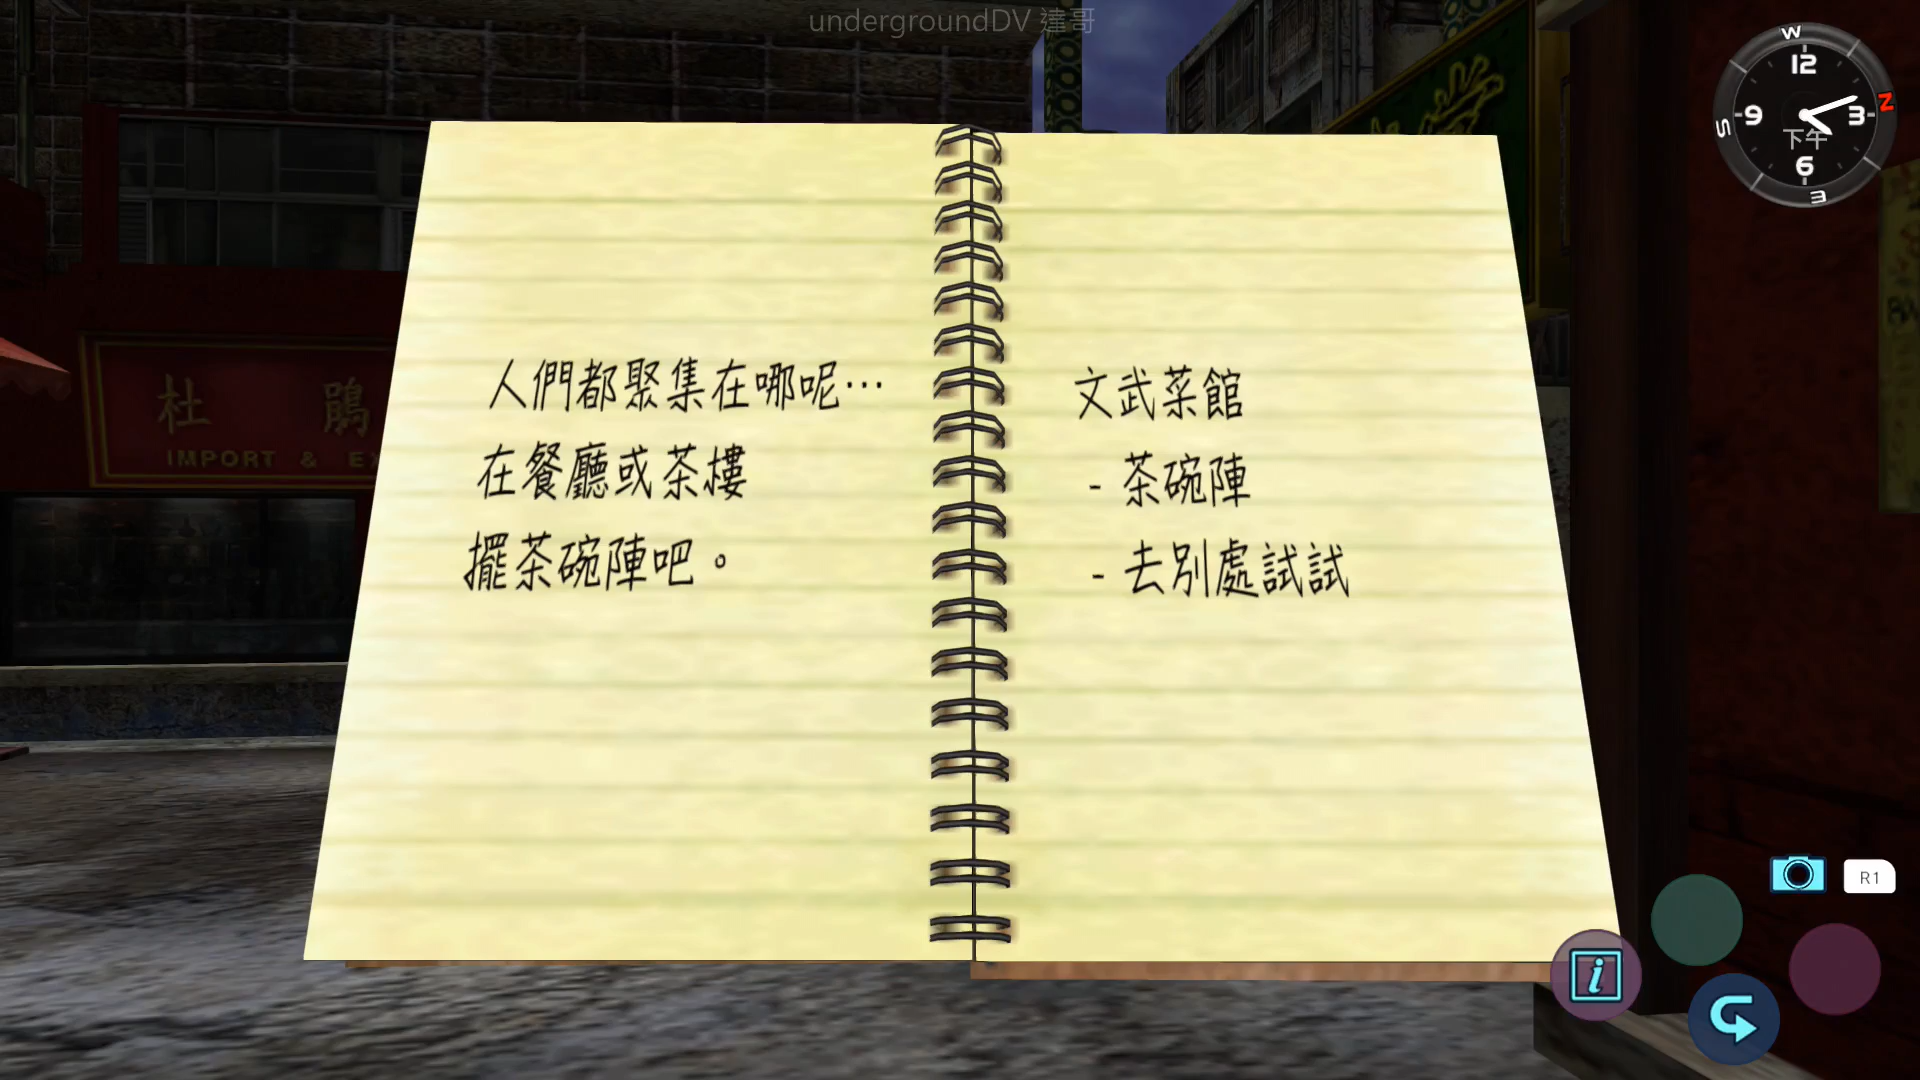 undergroundDV 達哥
人們都聚集在哪呢…
在餐廳或茶樓
擺茶碗陣吧。
文武菜館
- 茶碗陣
- 去別處試試
杜 鵑
IMPORT & EX
W
12
N
3
下午
6
9
S
E
R1
i